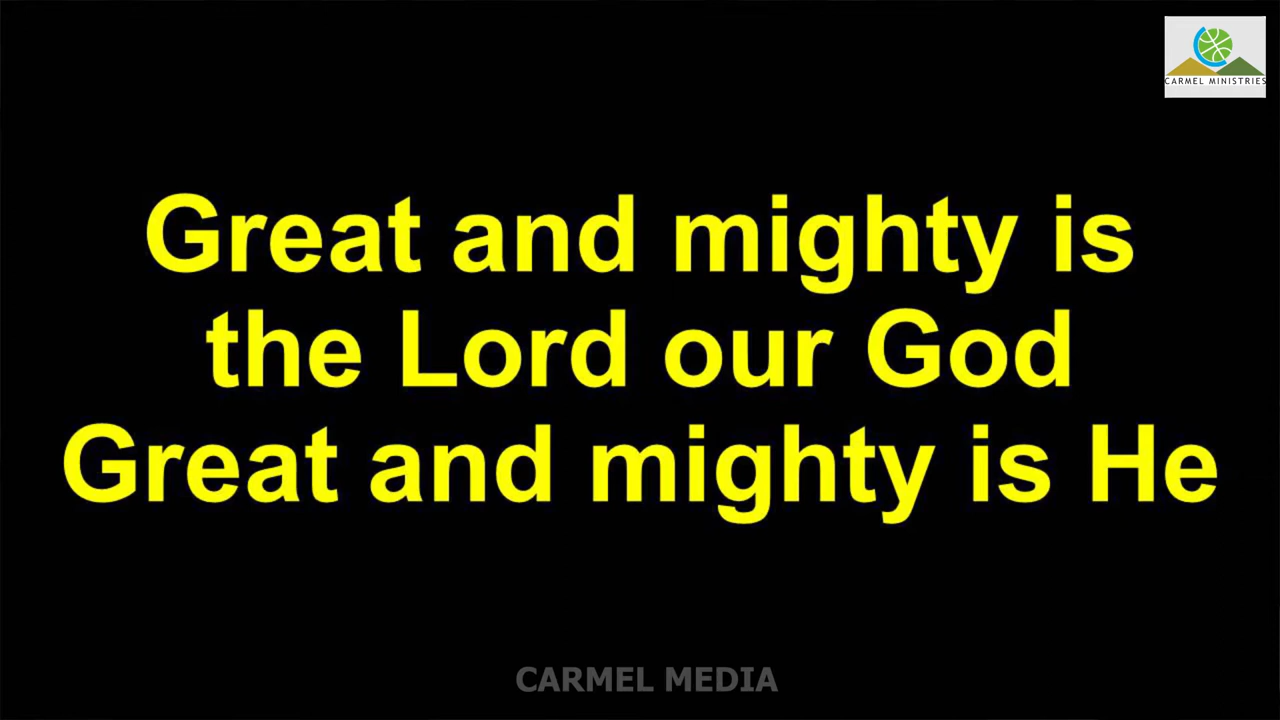 CARMEL MINISTRIES
Great and mighty is
the Lord our God
Great and mighty is He
CARMEL MEDIA